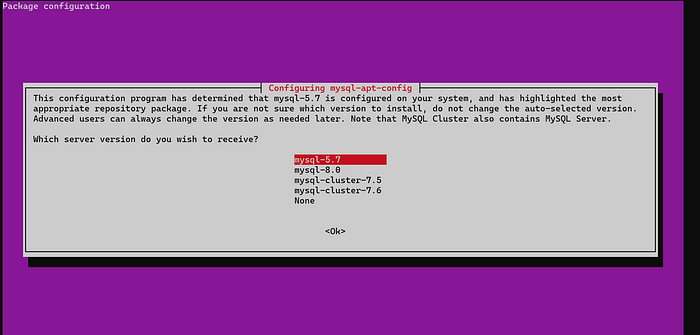 Package configuration
Configuring mysql-apt-config
This configuration program has determined that mysql-5.7 is configured on your system, and has highlighted the most
appropriate repository package. If you are not sure which version to install, do not change the auto-selected version.
Advanced users can always change the version as needed later. Note that MySQL Cluster also contains MySQL Server.
Which server version do you wish to receive?
mysql-5.7
mysql-8.0
mysql-cluster-7.5
mysql-cluster-7.6
None
<Ok>